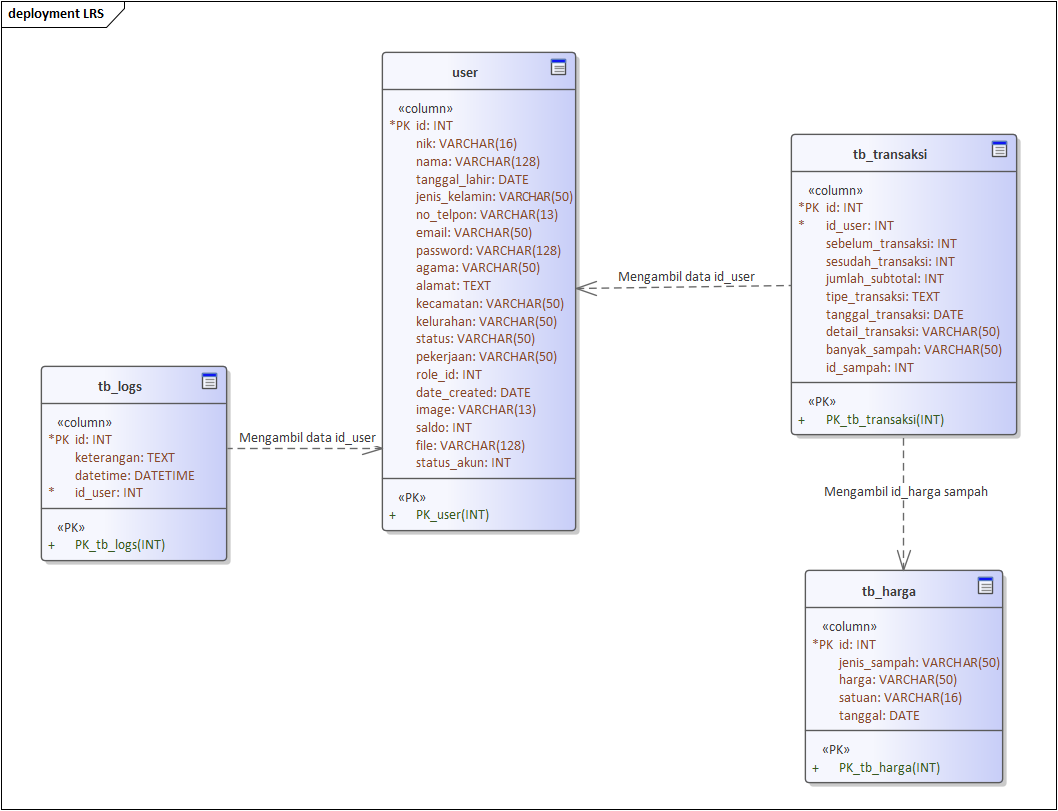 deployment LRS
user
«column»
*PK id: INT
nik: VARCHAR(16)
nama: VARCHAR(128)
tanggal_lahir: DATE
jenis_kelamin: VARCHAR(50)
no_telpon: VARCHAR(13)
email: VARCHAR(50)
password: VARCHAR(128)
agama: VARCHAR(50)
alamat: TEXT
kecamatan: VARCHAR(50)
kelurahan: VARCHAR(50)
status: VARCHAR(50)
pekerjaan: VARCHAR(50)
role_id: INT
date_created: DATE
image: VARCHAR(13)
saldo: INT
file: VARCHAR(128)
status_akun: INT
«PK»
+ PK_user(INT)
tb_transaksi
«column»
*PK id: INT
* id_user: INT
sebelum_transaksi: INT
sesudah_transaksi: INT
jumlah_subtotal: INT
tipe_transaksi: TEXT
tanggal_transaksi: DATE
detail_transaksi: VARCHAR(50)
banyak_sampah: VARCHAR(50)
id_sampah: INT
«PK»
+ PK_tb_transaksi(INT)
Mengambil data id_user
tb_logs
«column»
*PK id: INT
keterangan: TEXT
datetime: DATETIME
* id_user: INT
«PK»
+ PK_tb_logs(INT)
Mengambil data id_user
Mengambil id_harga sampah
tb_harga
«column»
*PK id: INT
jenis_sampah: VARCHAR(50)
harga: VARCHAR(50)
satuan: VARCHAR(16)
tanggal: DATE
«PK»
+ PK_tb_harga(INT)